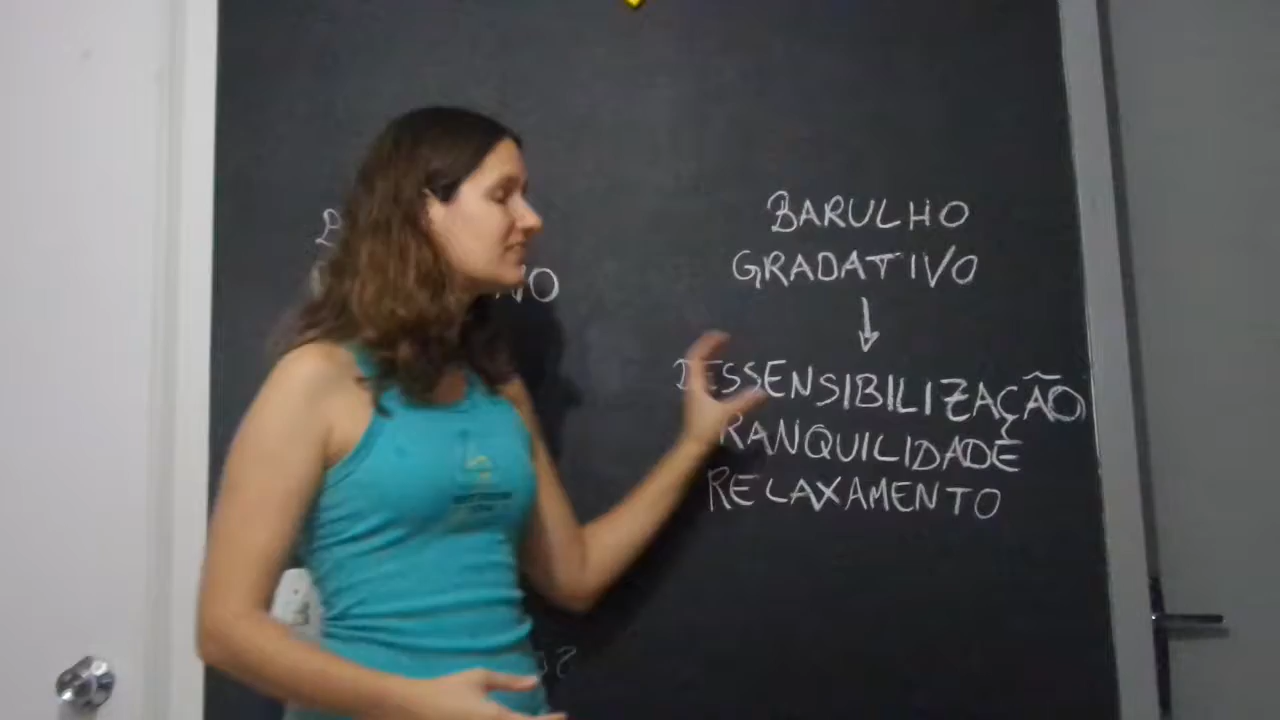 BARULHO
GRADATIVO
DESSENSIBILIZAÇÃO
TRANQUILIDADE
RELAXAMENTO